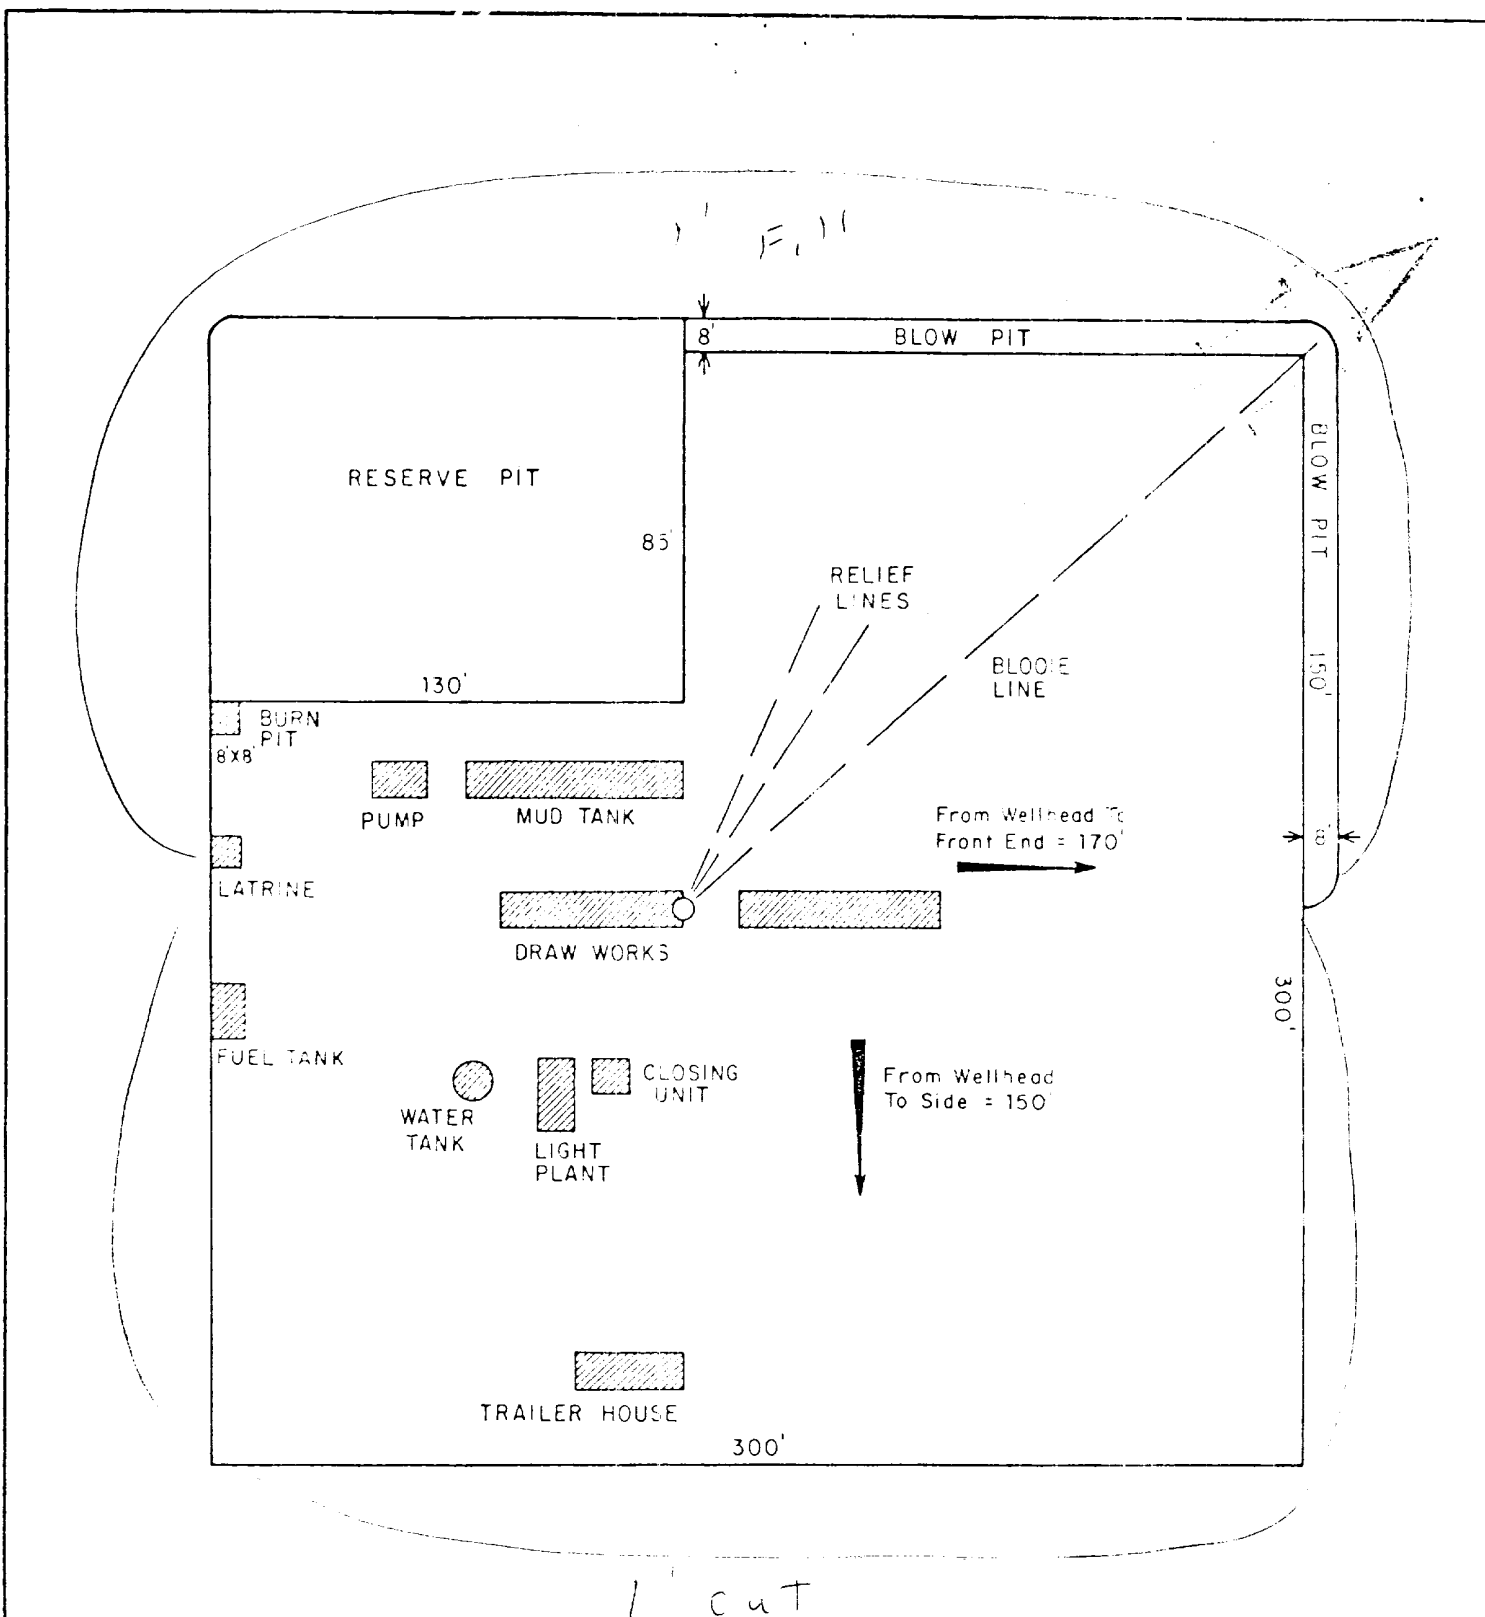 1' Fill
8'
BLOW PIT
BLOW PIT
RESERVE PIT
85'
RELIEF
LINES
BLOOIE
LINE
150'
130'
BURN
PIT
8'X8'
PUMP
MUD TANK
From Wellhead To
Front End = 170'
8'
LATRINE
DRAW WORKS
300'
FUEL TANK
CLOSING
UNIT
From Wellhead
To Side = 150'
WATER
TANK
LIGHT
PLANT
TRAILER HOUSE
300'
1' cut